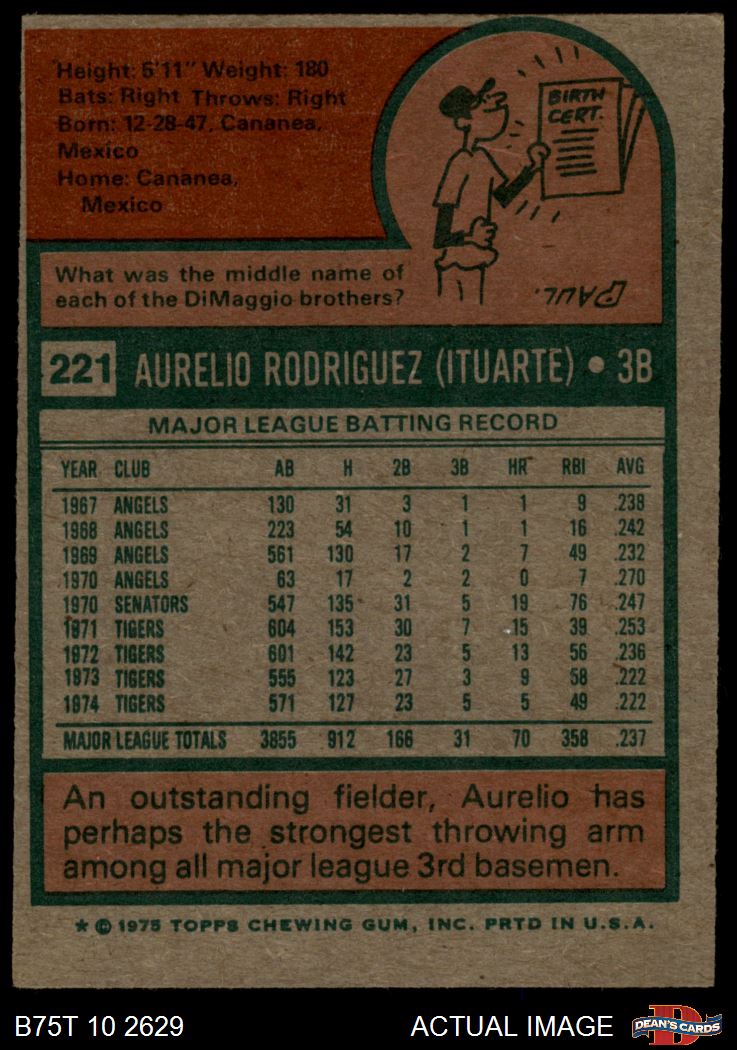 Height: 5'11" Weight: 180
Bats: Right Throws: Right
Born: 12-28-47, Cananea,
Mexico
Home: Cananea,
Mexico
BIRTH
CERT.
What was the middle name of
each of the DiMaggio brothers?
PAUL.
221 AURELIO RODRIGUEZ (ITUARTE) • 3B
MAJOR LEAGUE BATTING RECORD
YEAR CLUB AB H 2B 3B HR RBI AVG
1967 ANGELS 130 31 3 1 1 9 .238
1968 ANGELS 223 54 10 1 1 16 .242
1969 ANGELS 561 130 17 2 7 49 .232
1970 ANGELS 63 17 2 2 0 7 .270
1970 SENATORS 547 135 31 5 19 76 .247
1971 TIGERS 604 153 30 7 15 39 .253
1972 TIGERS 601 142 23 5 13 56 .236
1973 TIGERS 555 123 27 3 9 58 .222
1974 TIGERS 571 127 23 5 5 49 .222
MAJOR LEAGUE TOTALS 3855 912 166 31 70 358 .237
An outstanding fielder, Aurelio has
perhaps the strongest throwing arm
among all major league 3rd basemen.
★ © 1975 TOPPS CHEWING GUM, INC. PRTD IN U.S.A.
B75T 10 2629 ACTUAL IMAGE
D
DEAN'S CARDS